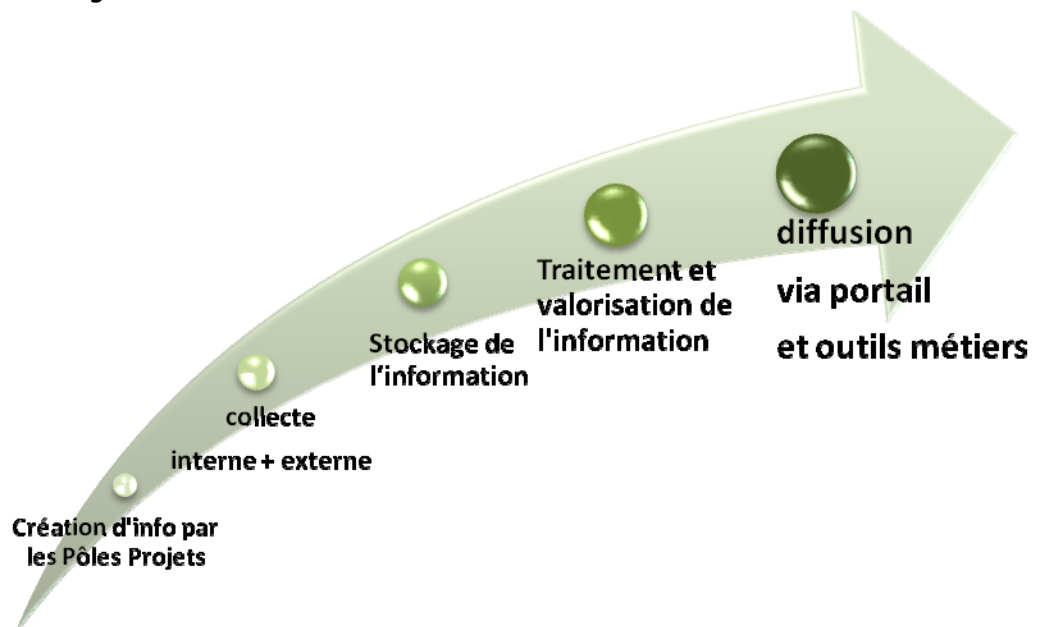 Création d'info par
les Pôles Projets
collecte
interne + externe
Stockage de
l'information
Traitement et
valorisation de
l'information
diffusion
via portail
et outils métiers